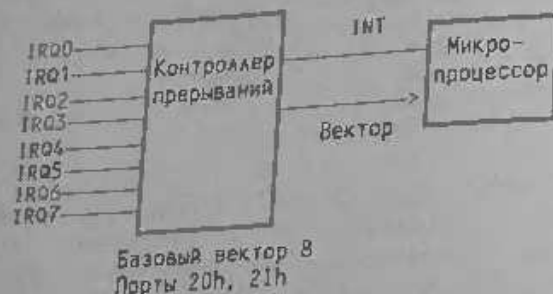 IRQ0
IRQ1
IRQ2
IRQ3
IRQ4
IRQ5
IRQ6
IRQ7
Контроллер
прерываний
INT
Вектор
Микро-
процессор
Базовый вектор 8
Порты 20h, 21h